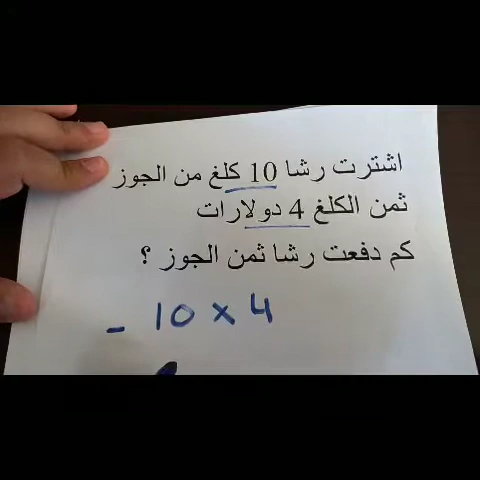 اشترت رشا 10 كلغ من الجوز
ثمن الكلغ 4 دولارات
كم دفعت رشا ثمن الجوز ؟
- 10 x 4